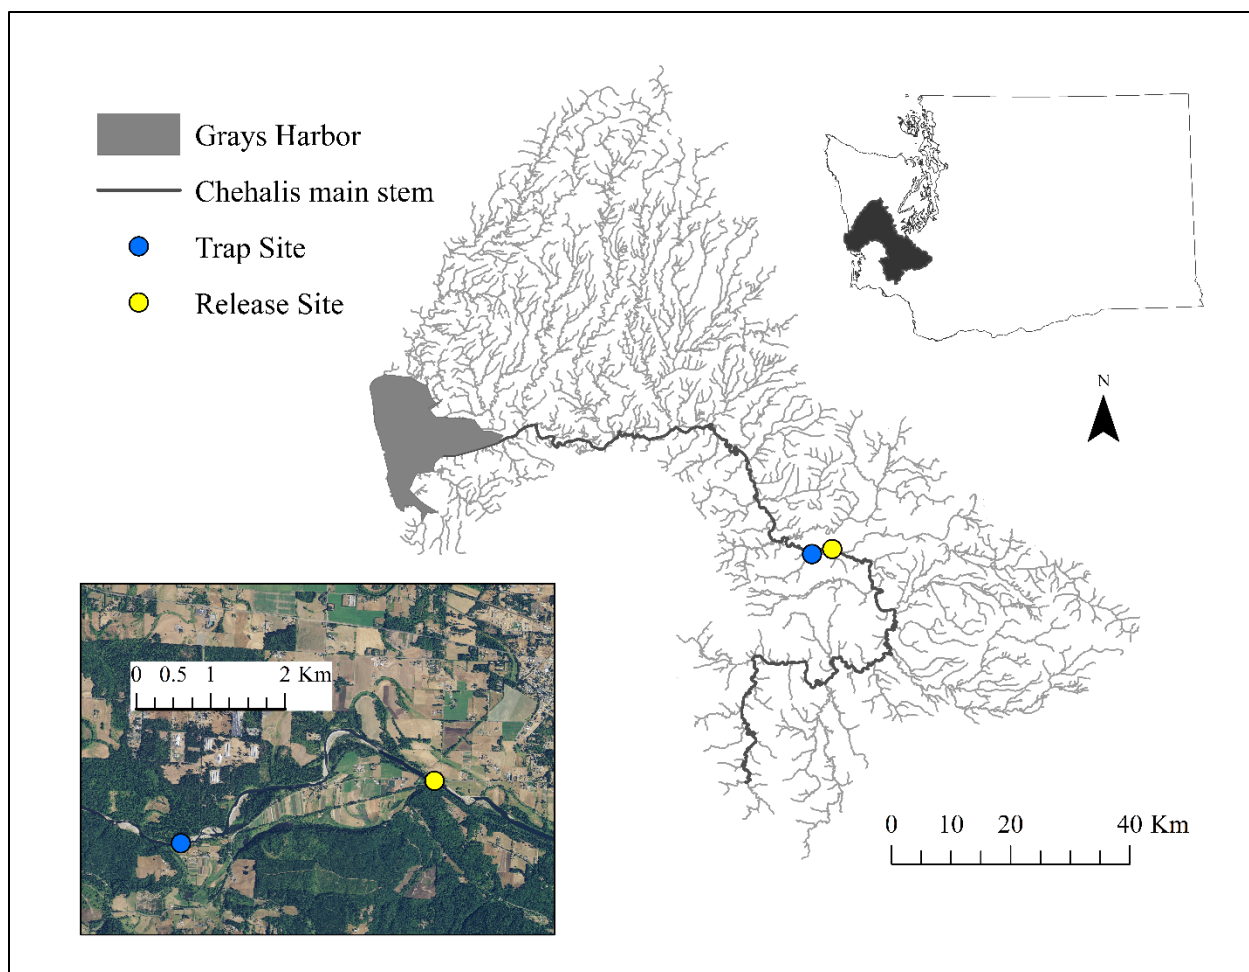 Grays Harbor
Chehalis main stem
Trap Site
Release Site
N
0 0.5 1 2 Km
0 10 20 40 Km